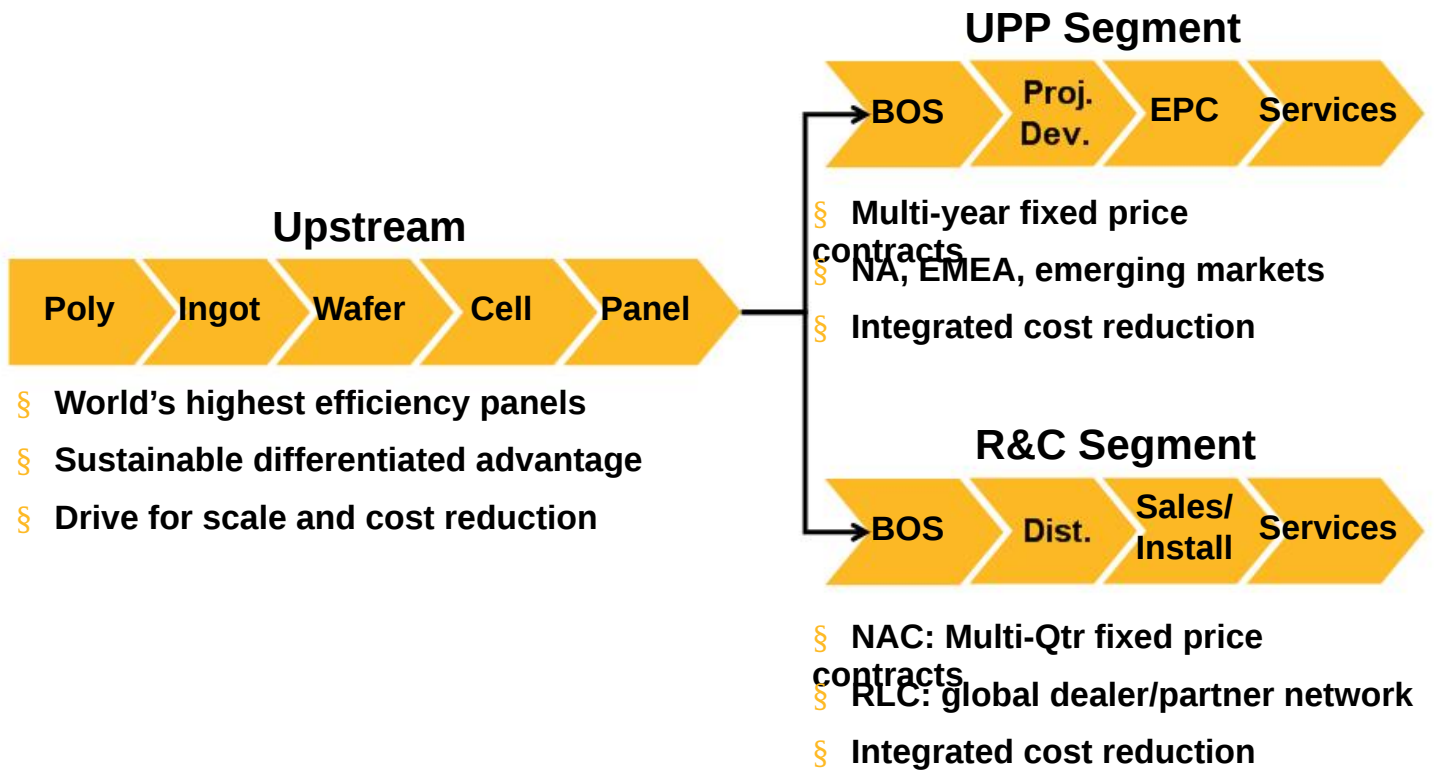 Upstream
Poly Ingot Wafer Cell Panel
§ World’s highest efficiency panels
§ Sustainable differentiated advantage
§ Drive for scale and cost reduction
UPP Segment
BOS Proj. Dev. EPC Services
§ Multi-year fixed price
contracts
§ NA, EMEA, emerging markets
§ Integrated cost reduction
R&C Segment
BOS Dist. Sales/ Install Services
§ NAC: Multi-Qtr fixed price
contracts
§ RLC: global dealer/partner network
§ Integrated cost reduction